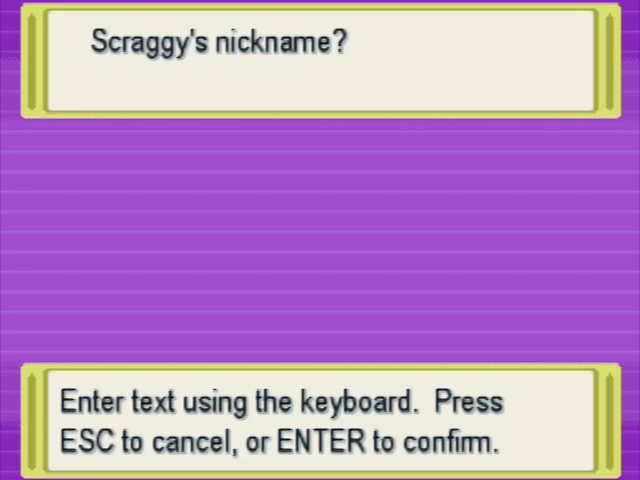 Scraggy's nickname?
Enter text using the keyboard. Press
ESC to cancel, or ENTER to confirm.